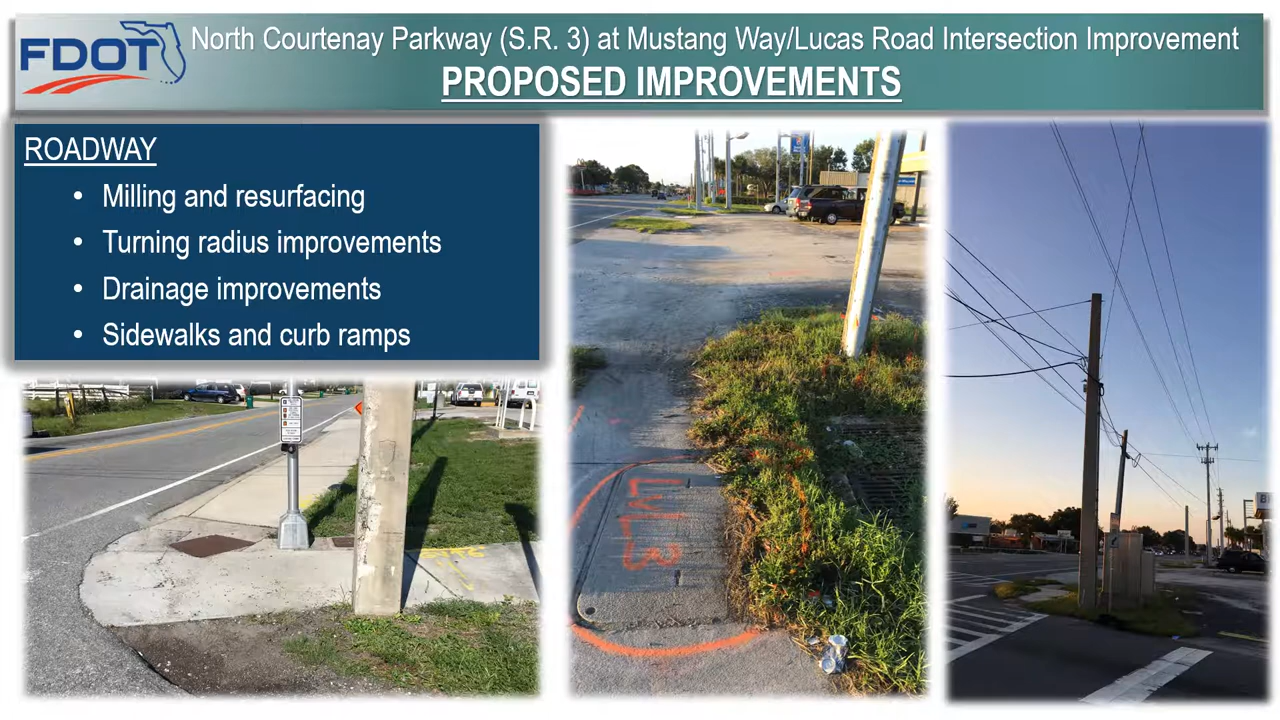 FDOT
North Courtenay Parkway (S.R. 3) at Mustang Way/Lucas Road Intersection Improvement
PROPOSED IMPROVEMENTS
ROADWAY
• Milling and resurfacing
• Turning radius improvements
• Drainage improvements
• Sidewalks and curb ramps